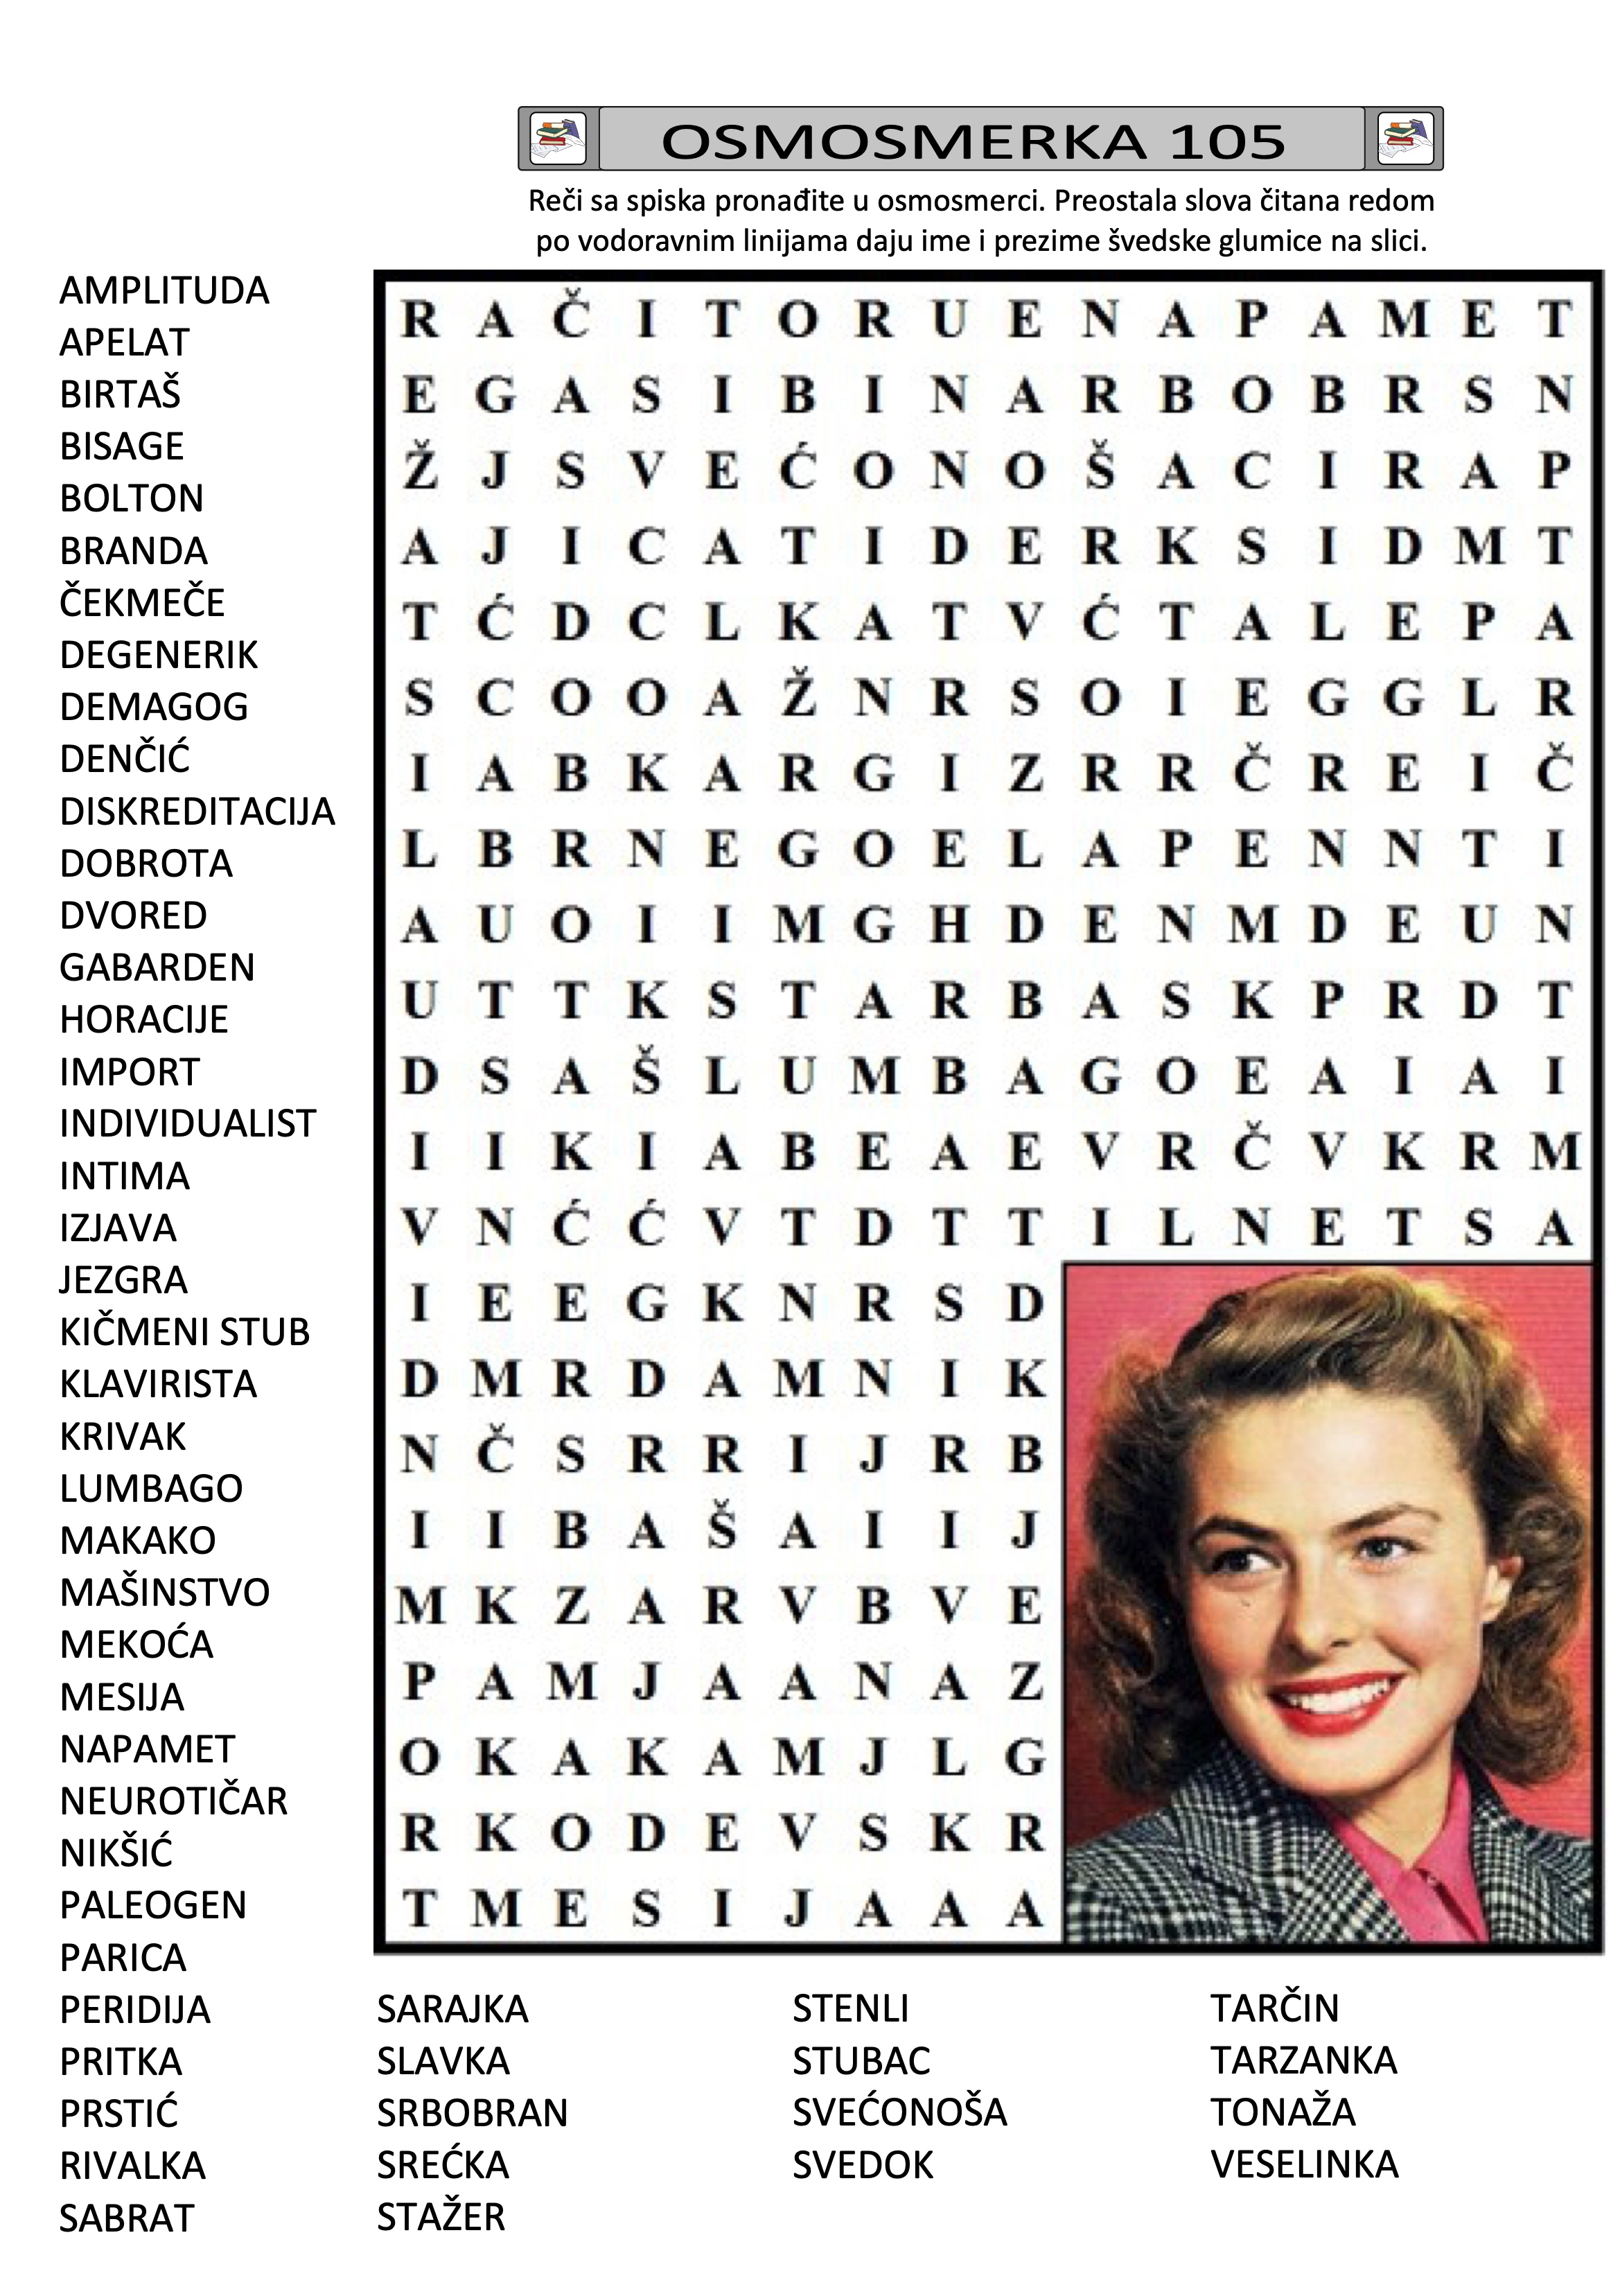 OSMOSMERKA 105
Reči sa spiska pronađite u osmosmerci. Preostala slova čitana redom
po vodoravnim linijama daju ime i prezime švedske glumice na slici.
AMPLITUDA
APELAT
BIRTAŠ
BISAGE
BOLTON
BRANDA
ČEKMEČE
DEGENERIK
DEMAGOG
DENČIĆ
DISKREDITACIJA
DOBROTA
DVORED
GABARDEN
HORACIJE
IMPORT
INDIVIDUALIST
INTIMA
IZJAVA
JEZGRA
KIČMENI STUB
KLAVIRISTA
KRIVAK
LUMBAGO
MAKAKO
MAŠINSTVO
MEKOĆA
MESIJA
NAPAMET
NEUROTIČAR
NIKŠIĆ
PALEOGEN
PARICA
PERIDIJA
PRITKA
PRSTIĆ
RIVALKA
SABRAT
R A Č I T O R U E N A P A M E T
E G A S I B I N A R B O B R S N
Ž J S V E Ć O N O Š A C I R A P
A J I C A T I D E R K S I D M T
T Ć D C L K A T V Ć T A L E P A
S C O O A Ž N R S O I E G G L R
I A B K A R G I Z R R Č R E I Č
L B R N E G O E L A P E N N T I
A U O I I M G H D E N M D E U N
U T T K S T A R B A S K P R D T
D S A Š L U M B A G O E A I A I
I I K I A B E A E V R Č V K R M
V N Ć Ć V T D T T I L N E T S A
I E E G K N R S D
D M R D A M N I K
N Č S R R I J R B
I I B A Š A I I J
M K Z A R V B V E
P A M J A A N A Z
O K A K A M J L G
R K O D E V S K R
T M E S I J A A A
SARAJKA
SLAVKA
SRBOBRAN
SREĆKA
STAŽER
STENLI
STUBAC
SVEĆONOŠA
SVEDOK
TARČIN
TARZANKA
TONAŽA
VESELINKA